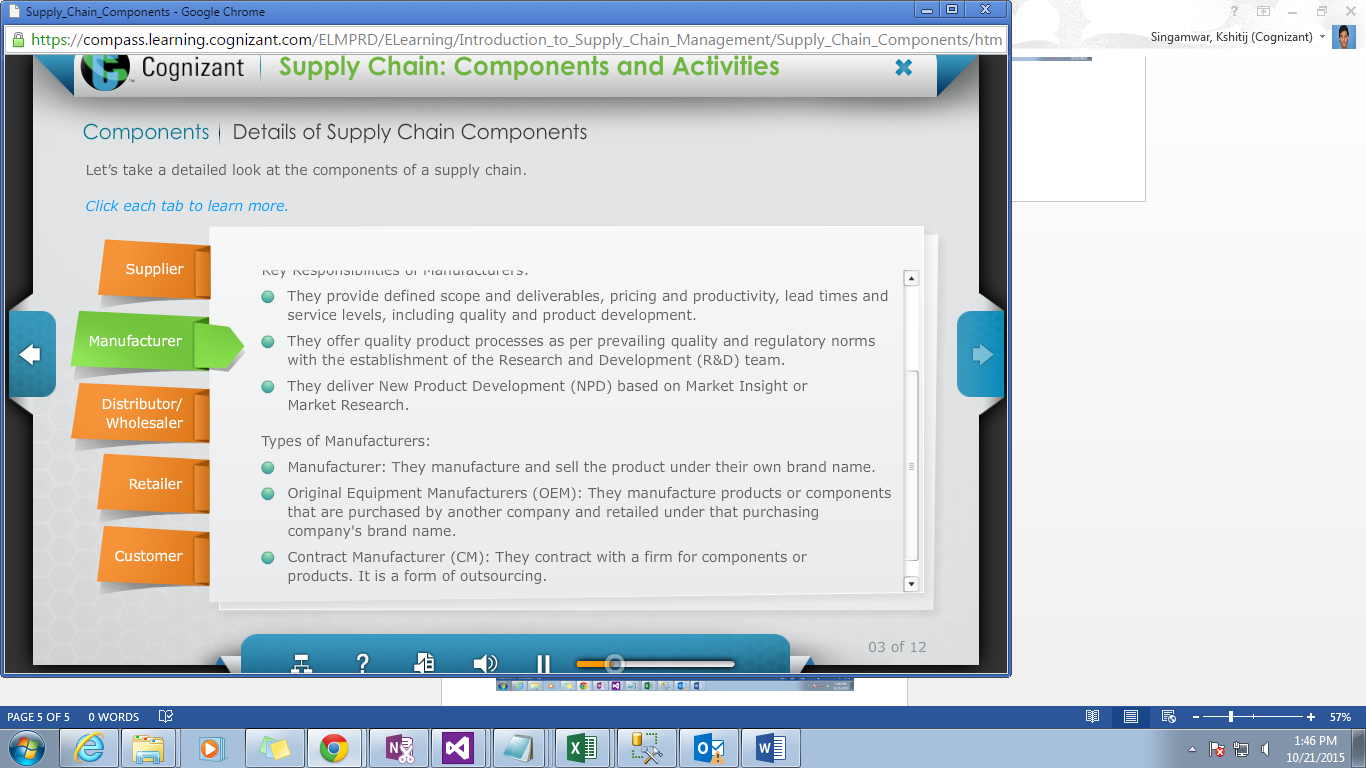 Supply_Chain_Components - Google Chrome
https://compass.learning.cognizant.com/ELMPRD/ELearning/Introduction_to_Supply_Chain_Management/Supply_Chain_Components/htm
Singamwar, Kshitij (Cognizant)
Cognizant
Supply Chain: Components and Activities
Components | Details of Supply Chain Components
Let's take a detailed look at the components of a supply chain.
Click each tab to learn more.
Supplier
Manufacturer
Distributor/
Wholesaler
Retailer
Customer
Key Responsibilities of Manufacturers:
They provide defined scope and deliverables, pricing and productivity, lead times and
service levels, including quality and product development.
They offer quality product processes as per prevailing quality and regulatory norms
with the establishment of the Research and Development (R&D) team.
They deliver New Product Development (NPD) based on Market Insight or
Market Research.
Types of Manufacturers:
Manufacturer: They manufacture and sell the product under their own brand name.
Original Equipment Manufacturers (OEM): They manufacture products or components
that are purchased by another company and retailed under that purchasing
company's brand name.
Contract Manufacturer (CM): They contract with a firm for components or
products. It is a form of outsourcing.
03 of 12
PAGE 5 OF 5
0 WORDS
57%
1:46 PM
10/21/2015